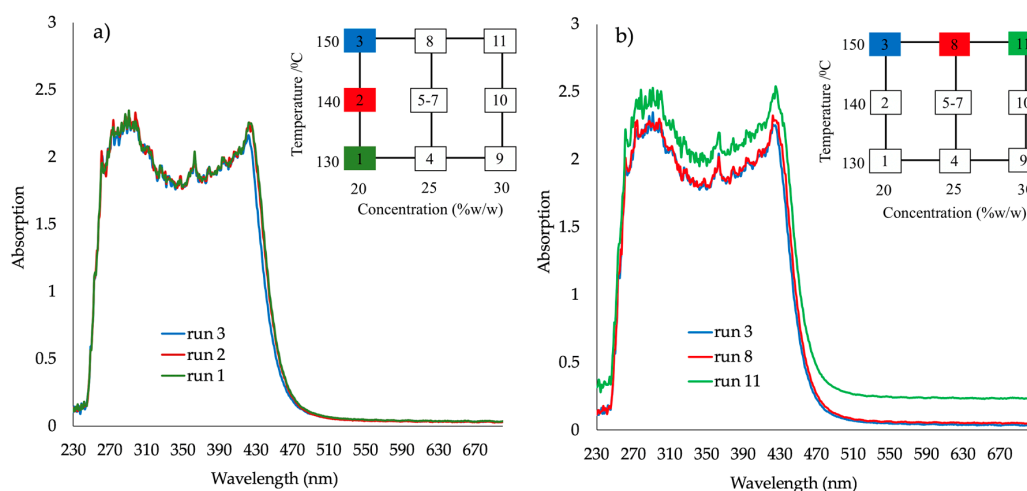 a)
3
2.5
2
1.5
1
0.5
0
230 270 310 350 390 430 470 510 550 590 630 670
Absorption
Wavelength (nm)
run 3
run 2
run 1
Temperature /⁰C
150 3 8 11
140 2 5-7 10
130 1 4 9
20 25 30
Concentration (%w/w)
b)
3
2.5
2
1.5
1
0.5
0
230 270 310 350 390 430 470 510 550 590 630 670
Absorption
Wavelength (nm)
run 3
run 8
run 11
Temperature /⁰C
150 3 8 11
140 2 5-7 10
130 1 4 9
20 25 30
Concentration (%w/w)